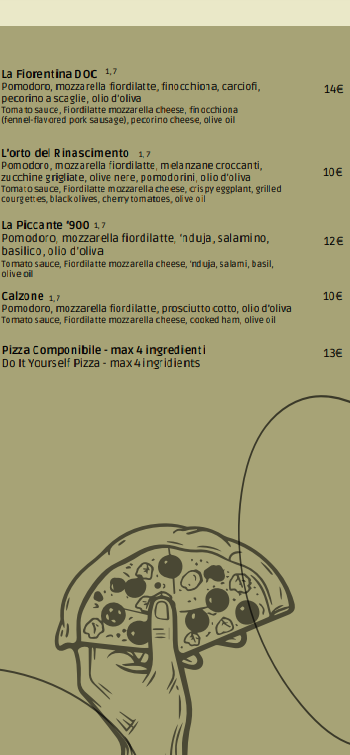 La Fiorentina DOC 1,7
Pomodoro, mozzarella fiordilatte, finocchiona, carciofi, 14€
pecorino a scaglie, olio d'oliva
Tomato sauce, Fiordilatte mozzarella cheese, finocchiona
(fennel-flavored pork sausage), pecorino cheese, olive oil
L'orto del Rinascimento 1,7
Pomodoro, mozzarella fiordilatte, melanzane croccanti, 10€
zucchine grigliate, olive nere, pomodorini, olio d'oliva
Tomato sauce, Fiordilatte mozzarella cheese, crispy eggplant, grilled
courgettes, black olives, cherry tomatoes, olive oil
La Piccante '900 1,7
Pomodoro, mozzarella fiordilatte, 'nduja, salamino, 12€
basilico, olio d'oliva
Tomato sauce, Fiordilatte mozzarella cheese, 'nduja, salami, basil,
olive oil
Calzone 1,7 10€
Pomodoro, mozzarella fiordilatte, prosciutto cotto, olio d'oliva
Tomato sauce, Fiordilatte mozzarella cheese, cooked ham, olive oil
Pizza Componibile - max 4 ingredienti 13€
Do It Yourself Pizza - max 4 ingridients